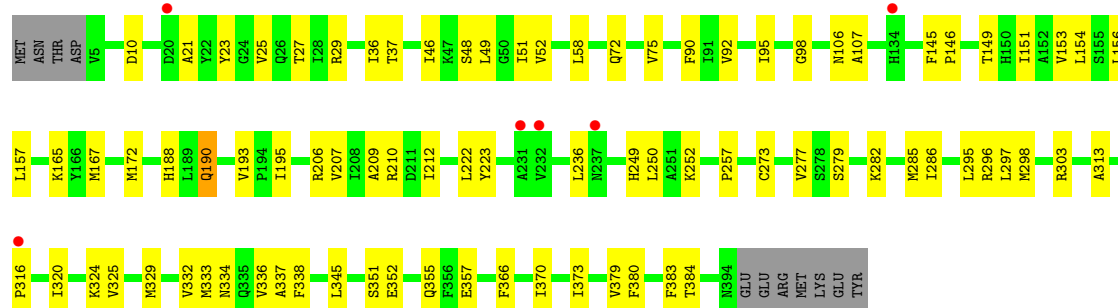 MET ASN THR ASP V5 D10 D20 A21 Y22 Y23 G24 V25 Q26 T27 I28 R29 I36 T37 I46 K47 S48 L49 G50 I51 V52 L58 Q72 V75 F90 I91 V92 I95 G98 N106 A107 H134 F145 P146 T149 H150 I151 A152 V153 L154 S155 L156
L157 K165 Y166 M167 M172 H188 L189 Q190 V193 P194 I195 R206 V207 I208 A209 R210 D211 I212 L222 Y223 A231 V232 L236 N237 H249 L250 A251 K252 P257 C273 V277 S278 S279 K282 M285 I286 L295 R296 L297 M298 R303 A313
P316 I320 K324 V325 M329 V332 M333 N334 Q335 V336 A337 F338 L345 S351 E352 Q355 F356 E357 F366 I370 I373 V379 F380 F383 T384 N394 GLU GLU ARG MET LYS GLU TYR